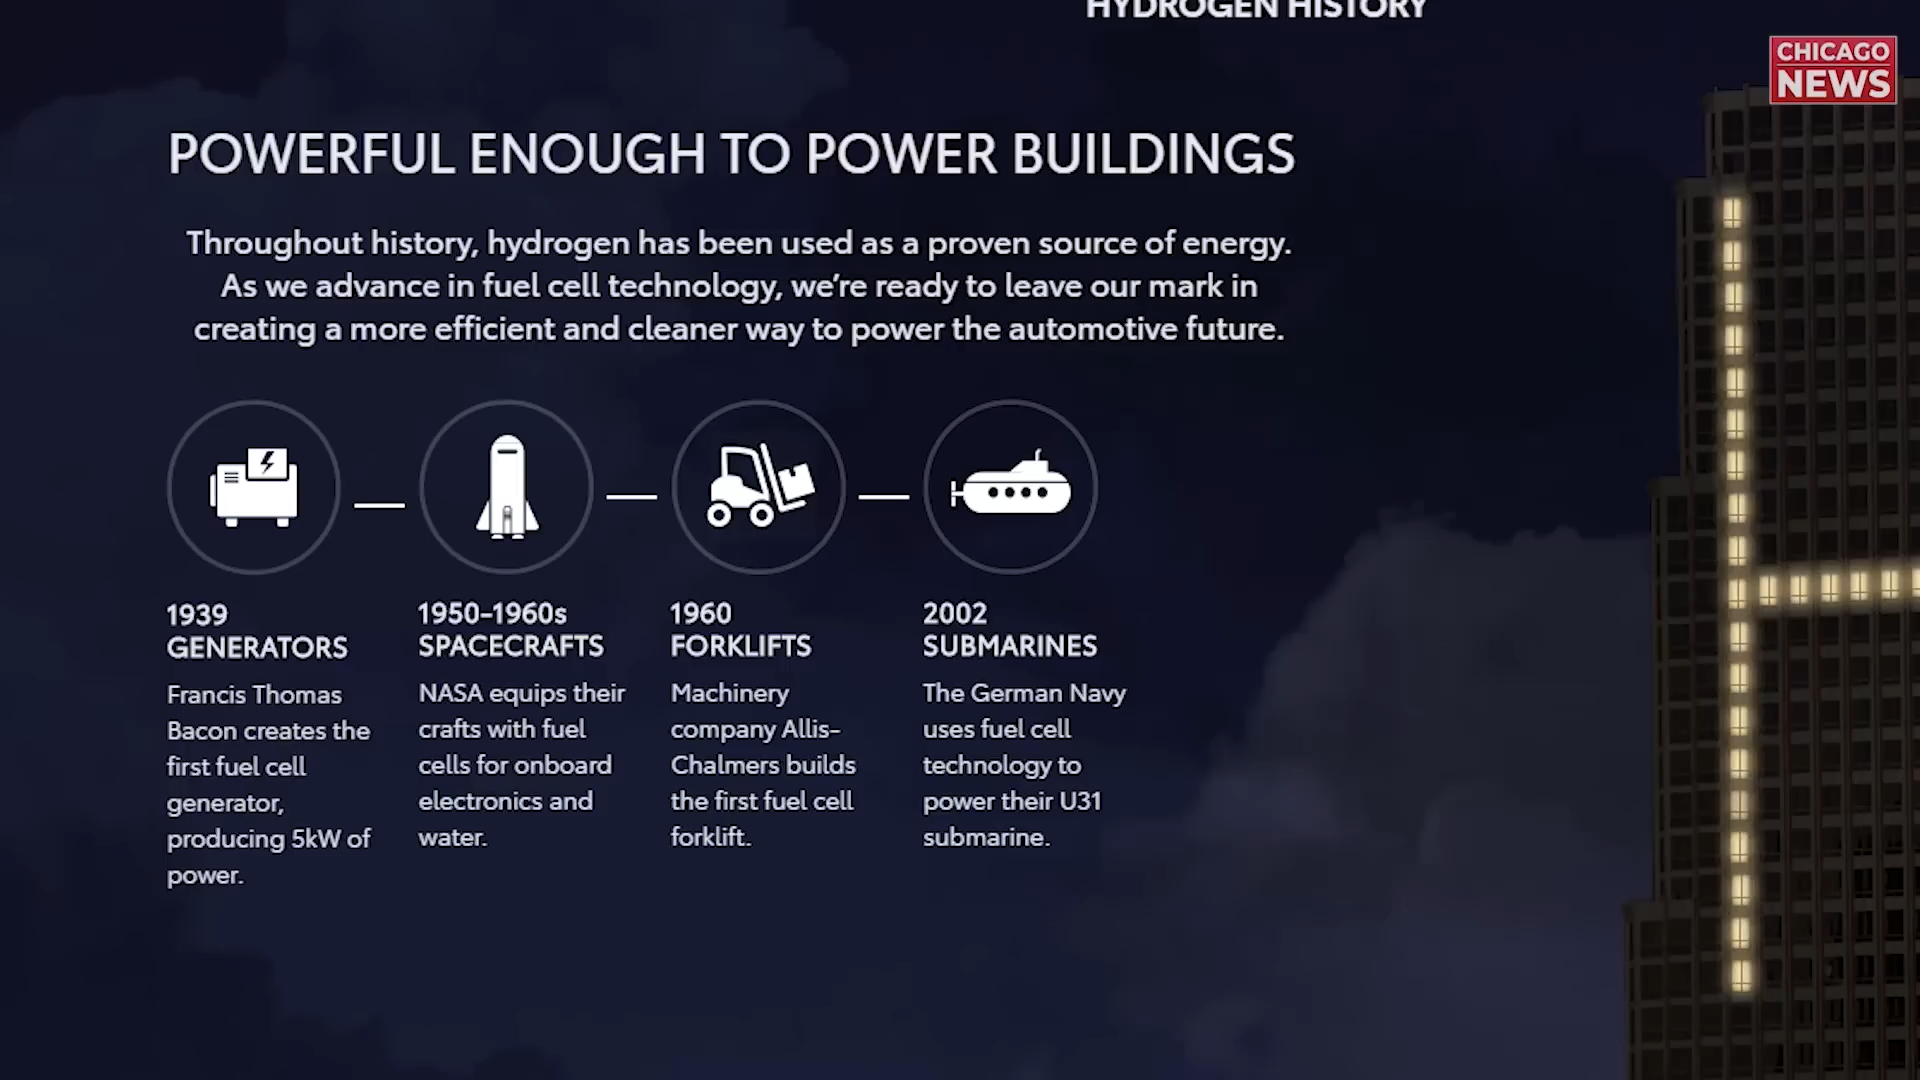 HYDROGEN HISTORY
CHICAGO
NEWS
POWERFUL ENOUGH TO POWER BUILDINGS
Throughout history, hydrogen has been used as a proven source of energy.
As we advance in fuel cell technology, we're ready to leave our mark in
creating a more efficient and cleaner way to power the automotive future.
1939
GENERATORS
Francis Thomas
Bacon creates the
first fuel cell
generator,
producing 5kW of
power.
1950-1960s
SPACECRAFTS
NASA equips their
crafts with fuel
cells for onboard
electronics and
water.
1960
FORKLIFTS
Machinery
company Allis-
Chalmers builds
the first fuel cell
forklift.
2002
SUBMARINES
The German Navy
uses fuel cell
technology to
power their U31
submarine.